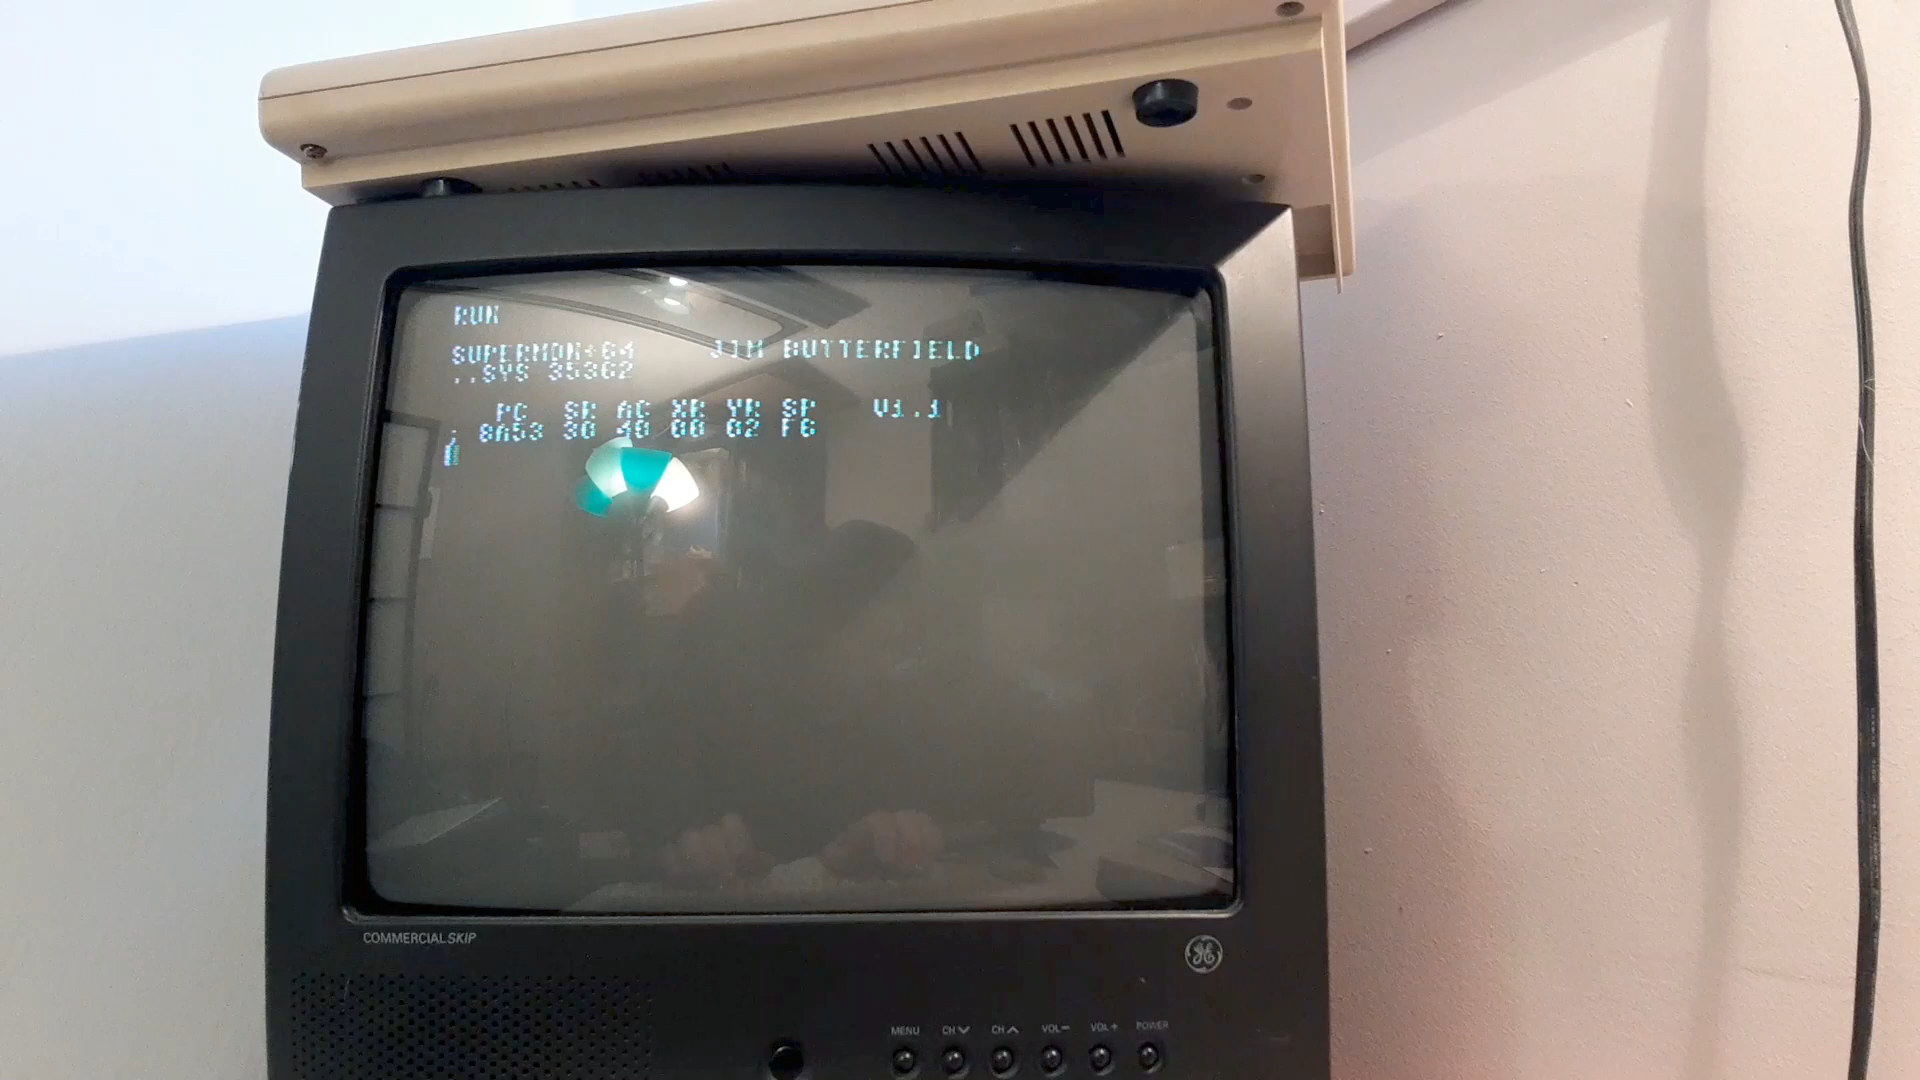 RUN
SUPERMON+64 JIM BUTTERFIELD
..SYS 35362
PC SR AC XR YR SP V1.1
; 8A53 30 40 00 02 F6
COMMERCIAL SKIP
GE
MENU CH CH VOL- VOL+ POWER